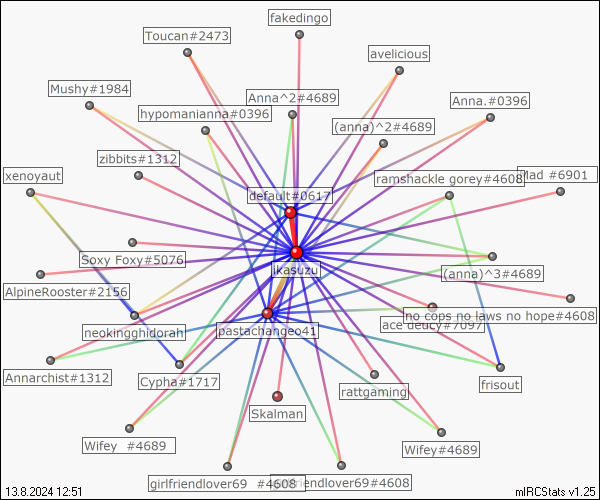 fakedingo
Toucan#2473
avelicious
Mushy#1984
Anna^2#4689
Anna.#0396
hypomanianna#0396
(anna)^2#4689
zibbits#1312
xenoyaut
ramshackle gorey#4608
Mad #6901
default#0617
Soxy Foxy#5076
ikasuzu
(anna)^3#4689
AlpineRooster#2156
no cops no laws no hope#4608
neokingghidorah
pastachangeo41
ace deucy#7097
Annarchist#1312
Cypha#1717
rattgaming
frisout
Skalman
Wifey #4689
Wifey#4689
girlfriendlover69 #4608
girlfriendlover69#4608
13.8.2024 12:51
mIRCStats v1.25